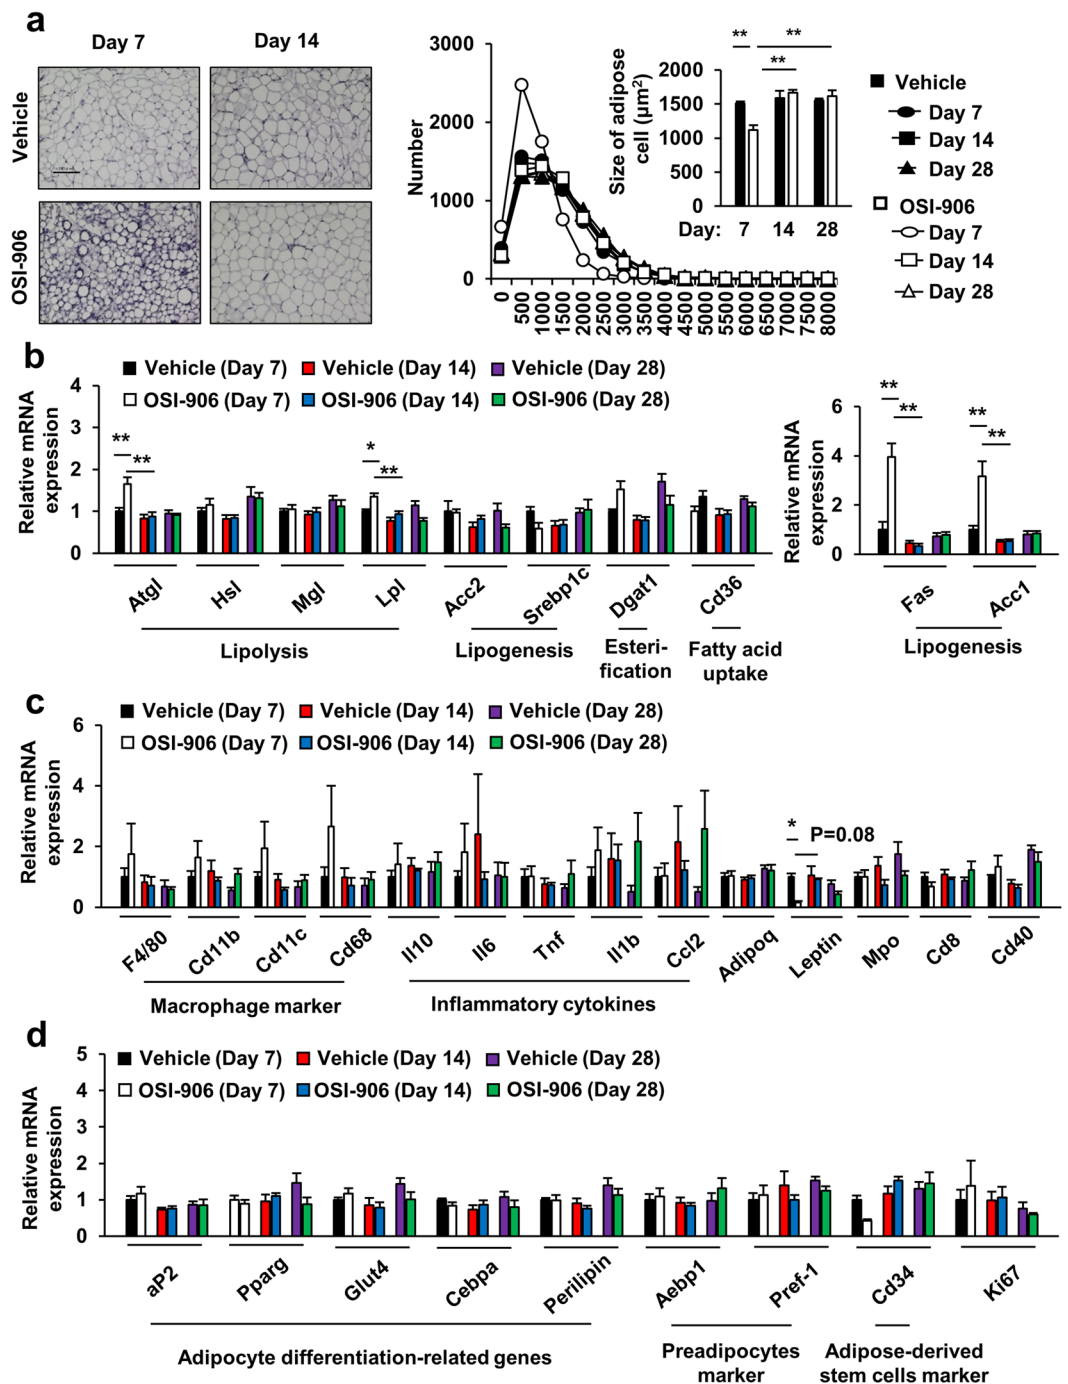 a
Day 7
Day 14
Vehicle
OSI-906
Number
3000
2000
1000
0
0
500
1000
1500
2000
2500
3000
3500
4000
4500
5000
5500
6000
6500
7000
7500
8000
Size of adipose
cell (μm²)
**
**
**
2000
1500
1000
500
0
Day: 7 14 28
Vehicle
Day 7
Day 14
Day 28
OSI-906
Day 7
Day 14
Day 28
b
Vehicle (Day 7) Vehicle (Day 14) Vehicle (Day 28)
OSI-906 (Day 7) OSI-906 (Day 14) OSI-906 (Day 28)
Relative mRNA
expression
4
3
2
1
0
**
**
*
**
Atgl
Hsl
Mgl
Lpl
Acc2
Srebp1c
Dgat1
Cd36
Lipolysis
Lipogenesis
Esteri-
fication
Fatty acid
uptake
Relative mRNA
expression
6
4
2
0
**
**
**
**
Fas
Acc1
Lipogenesis
c
Vehicle (Day 7) Vehicle (Day 14) Vehicle (Day 28)
OSI-906 (Day 7) OSI-906 (Day 14) OSI-906 (Day 28)
Relative mRNA
expression
6
4
2
0
*
P=0.08
F4/80
Cd11b
Cd11c
Cd68
Il10
Il6
Tnf
Il1b
Ccl2
Adipoq
Leptin
Mpo
Cd8
Cd40
Macrophage marker
Inflammatory cytokines
d
Vehicle (Day 7) Vehicle (Day 14) Vehicle (Day 28)
OSI-906 (Day 7) OSI-906 (Day 14) OSI-906 (Day 28)
Relative mRNA
expression
5
4
3
2
1
0
aP2
Pparg
Glut4
Cebpa
Perilipin
Aebp1
Pref-1
Cd34
Ki67
Adipocyte differentiation-related genes
Preadipocytes
marker
Adipose-derived
stem cells marker